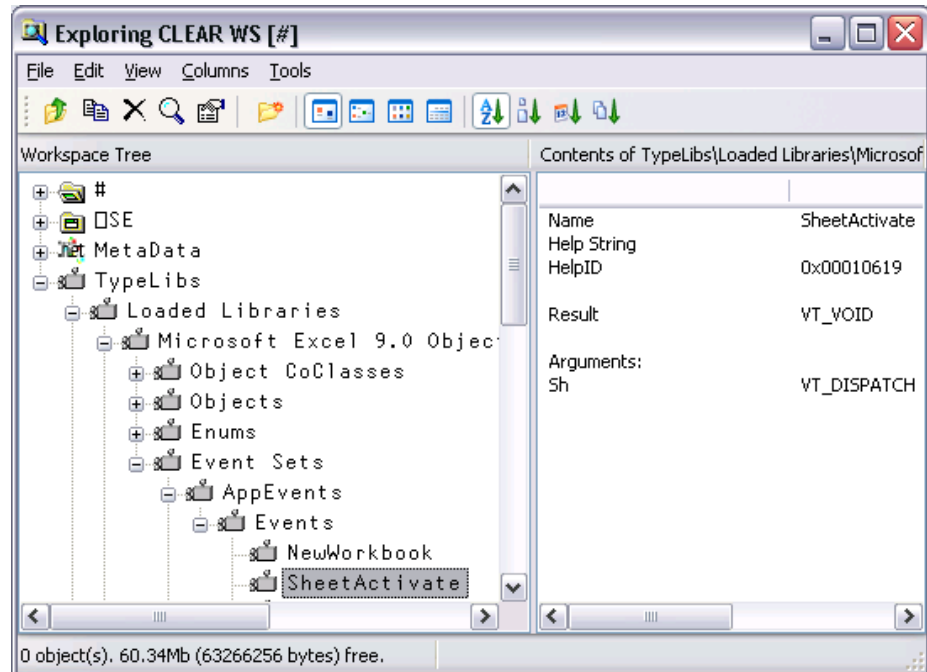 Exploring CLEAR WS [#]
File Edit View Columns Tools
Workspace Tree
Contents of TypeLibs\Loaded Libraries\Microsof
#
⎕SE
MetaData
TypeLibs
Loaded Libraries
Microsoft Excel 9.0 Objec
Object CoClasses
Objects
Enums
Event Sets
AppEvents
Events
NewWorkbook
SheetActivate
Name SheetActivate
Help String
HelpID 0x00010619
Result VT_VOID
Arguments:
Sh VT_DISPATCH
0 object(s). 60.34Mb (63266256 bytes) free.